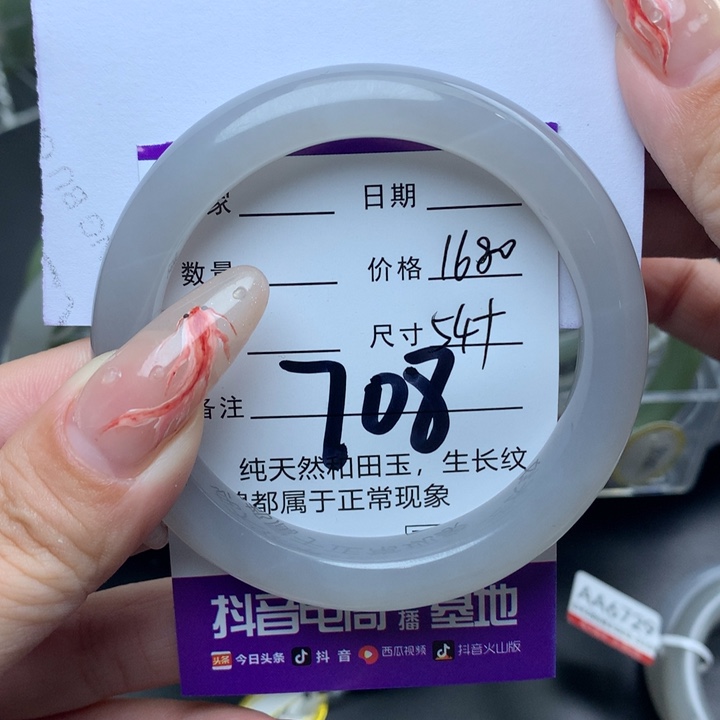 家 日期
数量 价格 1680
尺寸 54+
备注 708
纯天然和田玉，生长纹
都属于正常现象
抖音电商 播 基地
头条 今日头条 抖音 西瓜视频 抖音火山版
AA6729